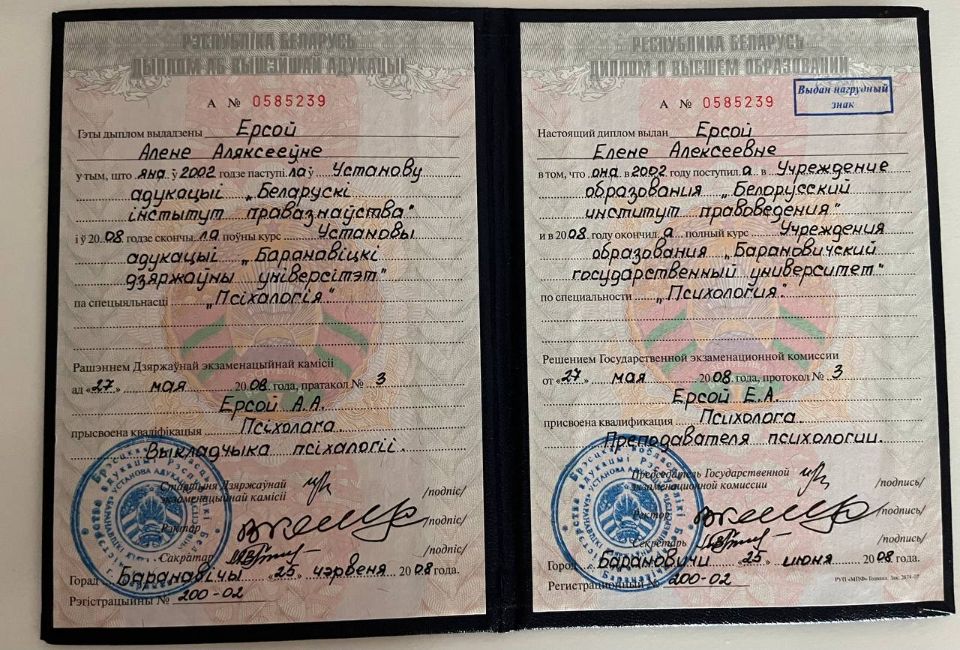 РЭСПУБЛІКА БЕЛАРУСЬ
ДЫПЛОМ АБ ВЫШЭЙШАЙ АДУКАЦЫІ
А № 0585239
Гэты дыплом выдадзены Ерсой
Алене Аляксееўне
у тым, што яна ў 2002 годзе паступіла ў Установу
адукацыі „Беларускі
інстытут правазнаўства"
і ў 2008 годзе скончыла поўны курс Установы
адукацыі „Баранавіцкі
дзяржаўны універсітэт"
па спецыяльнасці „Псіхалогія"
Рашэннем Дзяржаўнай экзаменацыйнай камісіі
ад «27» мая 2008 года, пратакол № 3
Ерсой А.А.
прысвоена кваліфікацыя Псіхолага.
Выкладчыка псіхалогіі.
Старшыня Дзяржаўнай
экзаменацыйнай камісіі /подпіс/
Рэктар /подпіс/
Сакратар /подпіс/
Горад Баранавічы «25» чэрвеня 2008 года.
Рэгістрацыйны № 200-02
РЕСПУБЛИКА БЕЛАРУСЬ
ДИПЛОМ О ВЫСШЕМ ОБРАЗОВАНИИ
Выдан нагрудный
знак
А № 0585239
Настоящий диплом выдан Ерсой
Елене Алексеевне
в том, что она в 2002 году поступила в Учреждение
образования „Белорусский
институт правоведения"
и в 2008 году окончила полный курс Учреждения
образования „Барановичский
государственный университет"
по специальности „Психология".
Решением Государственной экзаменационной комиссии
от «27» мая 2008 года, протокол № 3
Ерсой Е.А.
присвоена квалификация Психолога.
Преподавателя психологии.
Председатель Государственной
экзаменационной комиссии /подпись/
Ректор /подпись/
Секретарь /подпись/
Город Барановичи «25» июня 2008 года.
Регистрационный № 200-02